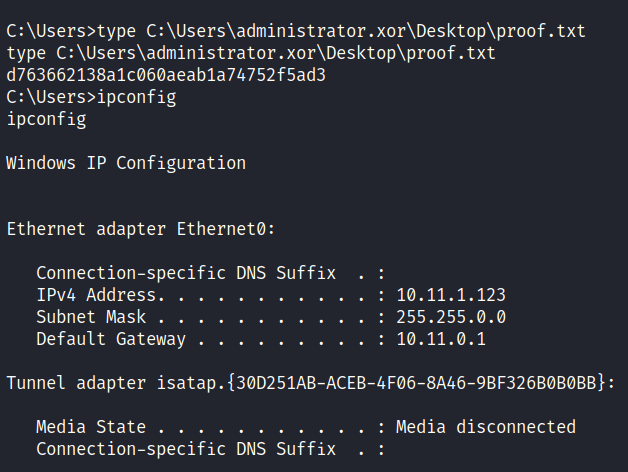 C:\Users>type C:\Users\administrator.xor\Desktop\proof.txt
type C:\Users\administrator.xor\Desktop\proof.txt
d763662138a1c060aeab1a74752f5ad3
C:\Users>ipconfig
ipconfig
Windows IP Configuration
Ethernet adapter Ethernet0:
Connection-specific DNS Suffix  . :
IPv4 Address. . . . . . . . . . . : 10.11.1.123
Subnet Mask . . . . . . . . . . . : 255.255.0.0
Default Gateway . . . . . . . . . : 10.11.0.1
Tunnel adapter isatap.{30D251AB-ACEB-4F06-8A46-9BF326B0B0BB}:
Media State . . . . . . . . . . . : Media disconnected
Connection-specific DNS Suffix  . :